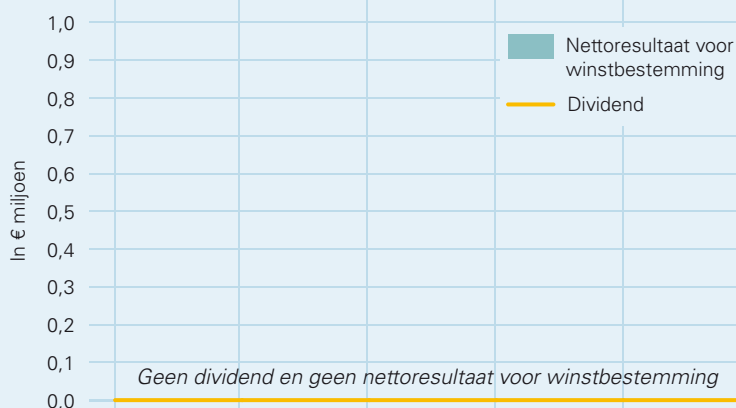 1,0
0,9
0,8
0,7
0,6
0,5
0,4
0,3
0,2
0,1
0,0
In € miljoen
Nettoresultaat voor
winstbestemming
Dividend
Geen dividend en geen nettoresultaat voor winstbestemming